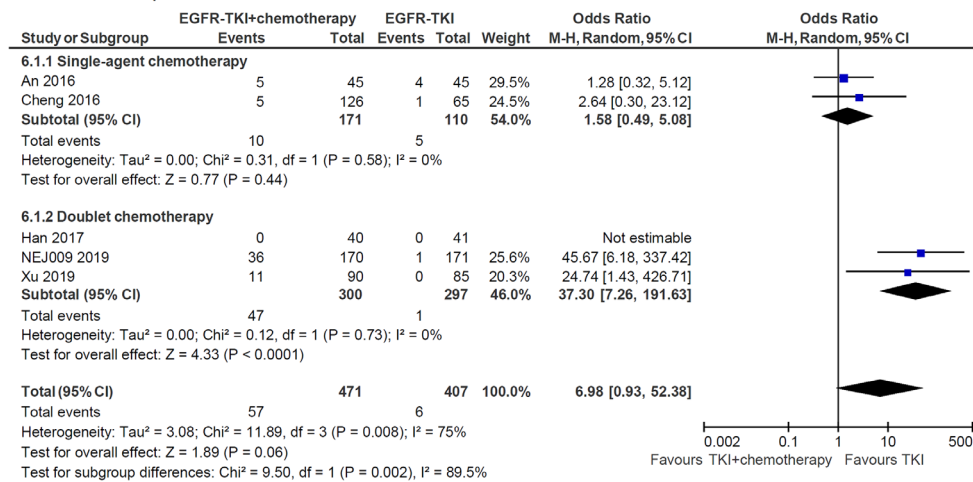 EGFR-TKI+chemotherapy EGFR-TKI Odds Ratio Odds Ratio
Study or Subgroup Events Total Events Total Weight M-H, Random, 95% CI M-H, Random, 95% CI
6.1.1 Single-agent chemotherapy
An 2016 5 45 4 45 29.5% 1.28 [0.32, 5.12]
Cheng 2016 5 126 1 65 24.5% 2.64 [0.30, 23.12]
Subtotal (95% CI) 171 110 54.0% 1.58 [0.49, 5.08]
Total events 10 5
Heterogeneity: Tau² = 0.00; Chi² = 0.31, df = 1 (P = 0.58); I² = 0%
Test for overall effect: Z = 0.77 (P = 0.44)
6.1.2 Doublet chemotherapy
Han 2017 0 40 0 41 Not estimable
NEJ009 2019 36 170 1 171 25.6% 45.67 [6.18, 337.42]
Xu 2019 11 90 0 85 20.3% 24.74 [1.43, 426.71]
Subtotal (95% CI) 300 297 46.0% 37.30 [7.26, 191.63]
Total events 47 1
Heterogeneity: Tau² = 0.00; Chi² = 0.12, df = 1 (P = 0.73); I² = 0%
Test for overall effect: Z = 4.33 (P < 0.0001)
Total (95% CI) 471 407 100.0% 6.98 [0.93, 52.38]
Total events 57 6
Heterogeneity: Tau² = 3.08; Chi² = 11.89, df = 3 (P = 0.008); I² = 75%
Test for overall effect: Z = 1.89 (P = 0.06)
Test for subgroup differences: Chi² = 9.50, df = 1 (P = 0.002), I² = 89.5%
0.002 0.1 1 10 500
Favours TKI+chemotherapy Favours TKI